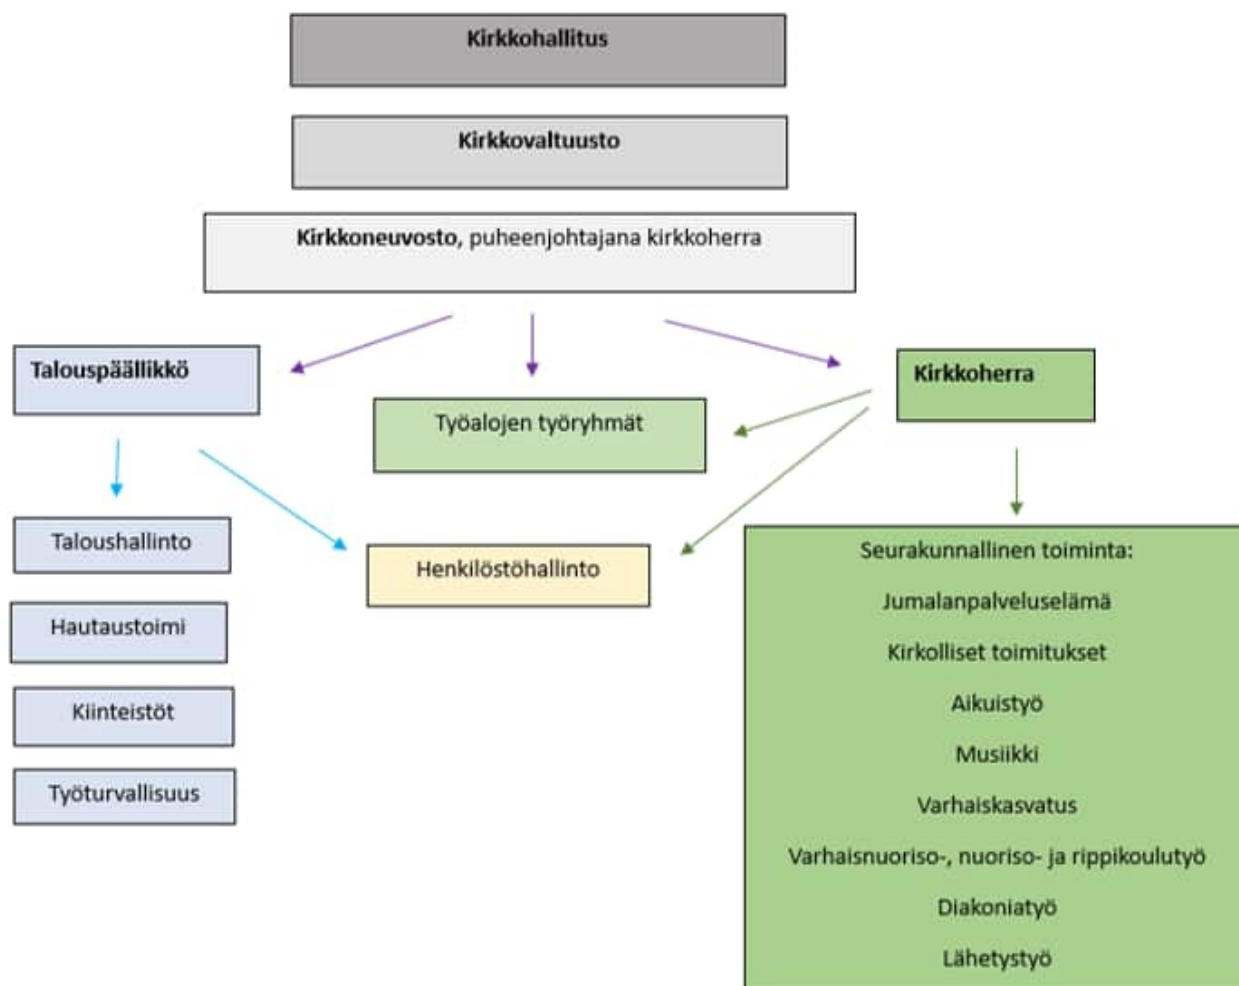 Kirkkohallitus
Kirkkovaltuusto
Kirkkoneuvosto, puheenjohtajana kirkkoherra
Talouspäällikkö
Kirkkoherra
Työalojen työryhmät
Taloushallinto
Henkilöstöhallinto
Hautaustoimi
Kiinteistöt
Työturvallisuus
Seurakunnallinen toiminta:
Jumalanpalveluselämä
Kirkolliset toimitukset
Aikuistyö
Musiikki
Varhaiskasvatus
Varhaisnuoriso-, nuoriso- ja rippikoulutyö
Diakoniatyö
Lähetystyö